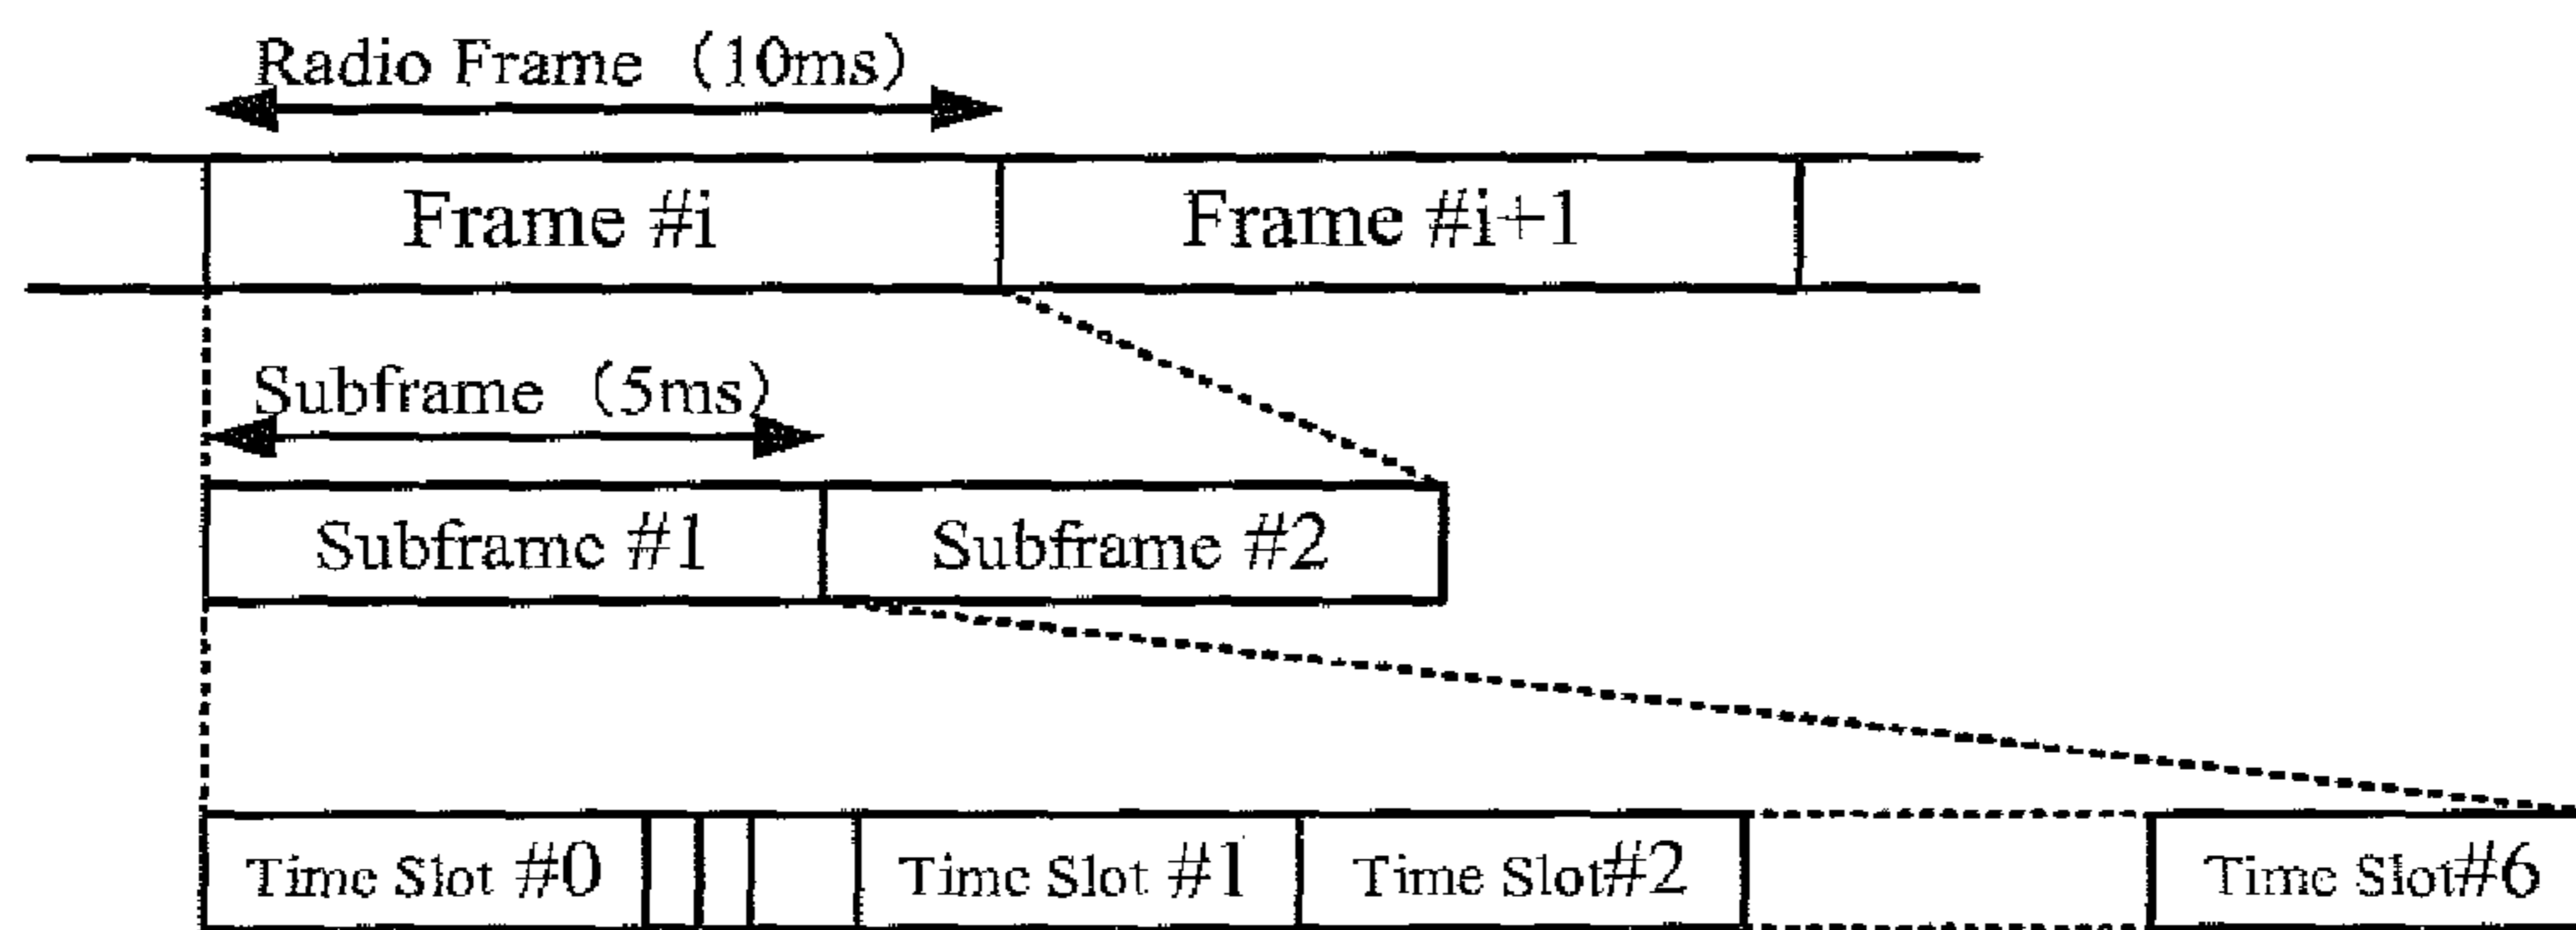 Radio Frame (10ms)
Frame #i Frame #i+1
Subframe (5ms)
Subframe #1 Subframe #2
Time Slot #0 Time Slot #1 Time Slot#2 Time Slot#6